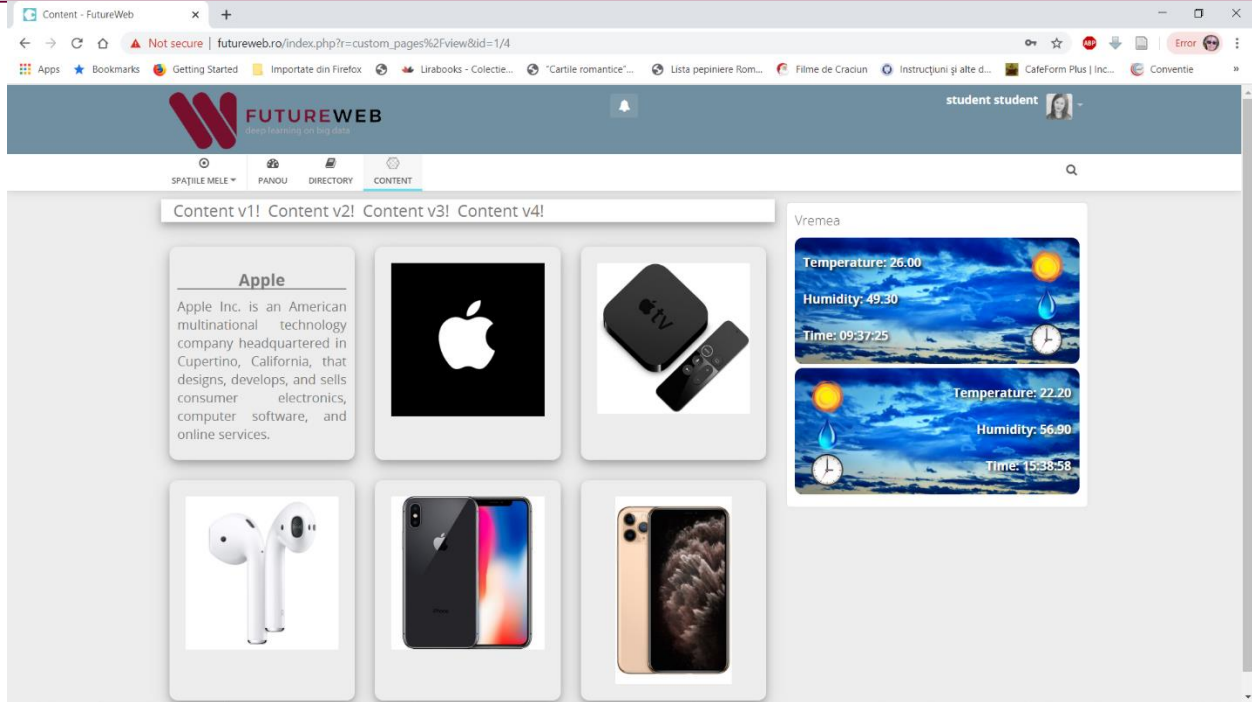 Content - FutureWeb
Not secure | futureweb.ro/index.php?r=custom_pages%2Fview&id=1/4
ABP
Error
Apps Bookmarks Getting Started Importate din Firefox Lirabooks - Colectie... "Cartile romantice"... Lista pepiniere Rom... Filme de Craciun Instrucțiuni și alte d... CafeForm Plus | Inc... Conventie »
FUTUREWEB
deep learning on big data
student student
SPAȚIILE MELE PANOU DIRECTORY CONTENT
Content v1! Content v2! Content v3! Content v4!
Apple
Apple Inc. is an American
multinational technology
company headquartered in
Cupertino, California, that
designs, develops, and sells
consumer electronics,
computer software, and
online services.
tv
iPhone
Vremea
Temperature: 26.00
Humidity: 49.30
Time: 09:37:25
Temperature: 22.20
Humidity: 56.90
Time: 15:38:58